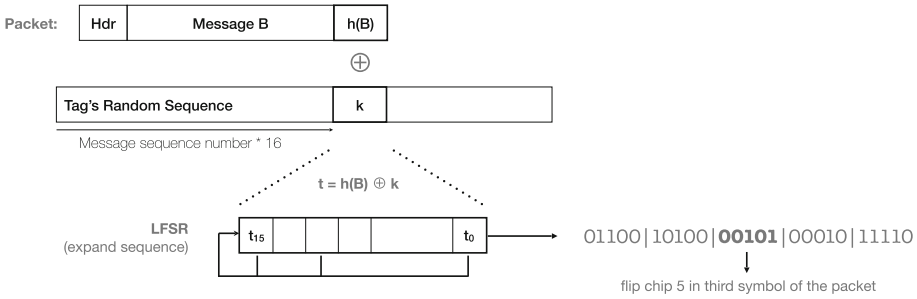 Packet: Hdr Message B h(B)
⊕
Tag's Random Sequence k
Message sequence number * 16
t = h(B) ⊕ k
LFSR
(expand sequence)
t15 t0
01100|10100|00101|00010|11110
flip chip 5 in third symbol of the packet